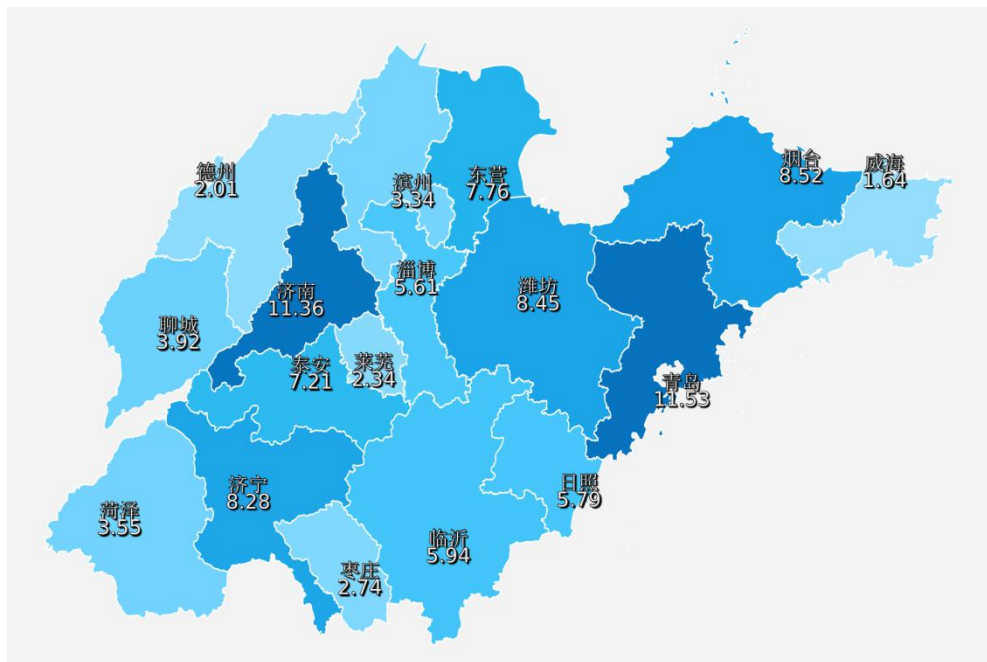 烟台
8.52
威海
1.64
德州
2.01
滨州
3.34
东营
7.76
淄博
5.61
济南
11.36
潍坊
8.45
聊城
3.92
泰安
7.21
莱芜
2.34
青岛
11.53
济宁
8.28
日照
5.79
菏泽
3.55
临沂
5.94
枣庄
2.74